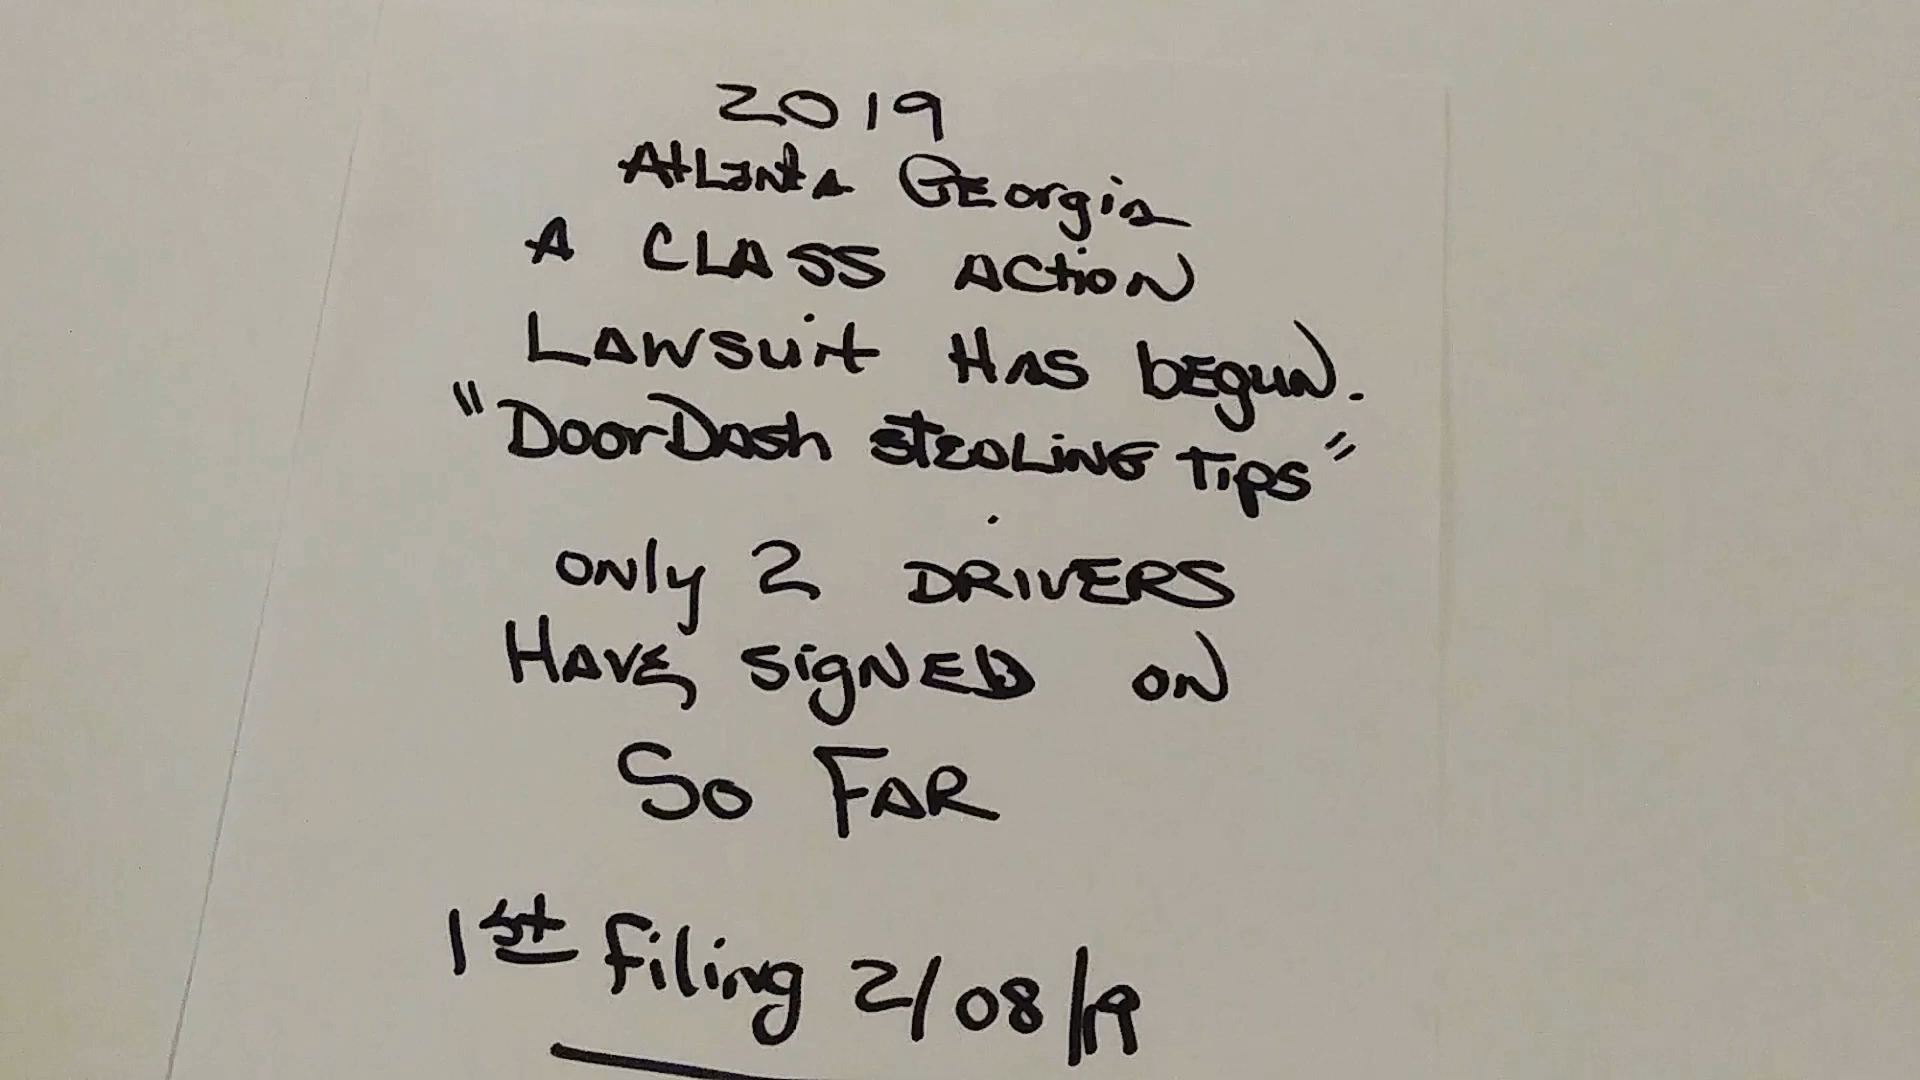 2019
Atlanta Georgia
A CLASS ACtioN
LAWSuit HAS bEguN.
"DoorDash stEALiNG Tips"
only 2 DRIVERS
HAVE SigNED oN
So FAR
1st Filing 2/08/19